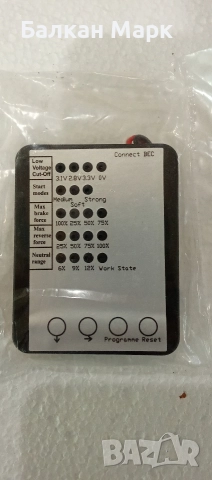 Балкан Марк
Connect BEC
Low
Voltage
Cut-Off
3.1V 2.8V 3.3V 0V
Start
modes
Medium Strong
Soft
Max
brake
force
100% 25% 50% 75%
Max
reverse
force
25% 50% 75% 100%
Neutral
range
6% 9% 12% Work State
Programme Reset
bazar